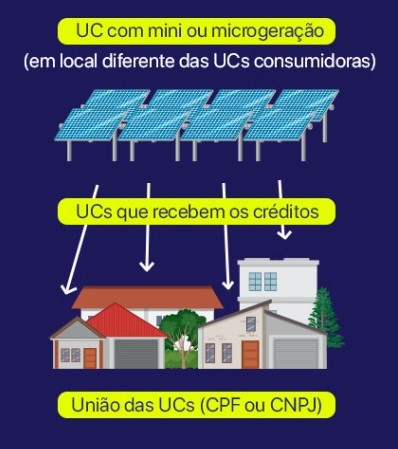 UC com mini ou microgeração
(em local diferente das UCs consumidoras)
UCs que recebem os créditos
União das UCs (CPF ou CNPJ)